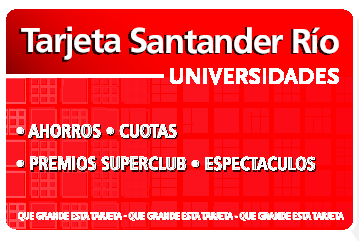 Tarjeta Santander Río
UNIVERSIDADES
• AHORROS • CUOTAS
• PREMIOS SUPERCLUB • ESPECTACULOS
QUE GRANDE ESTA TARJETA - QUE GRANDE ESTA TARJETA - QUE GRANDE ESTA TARJETA